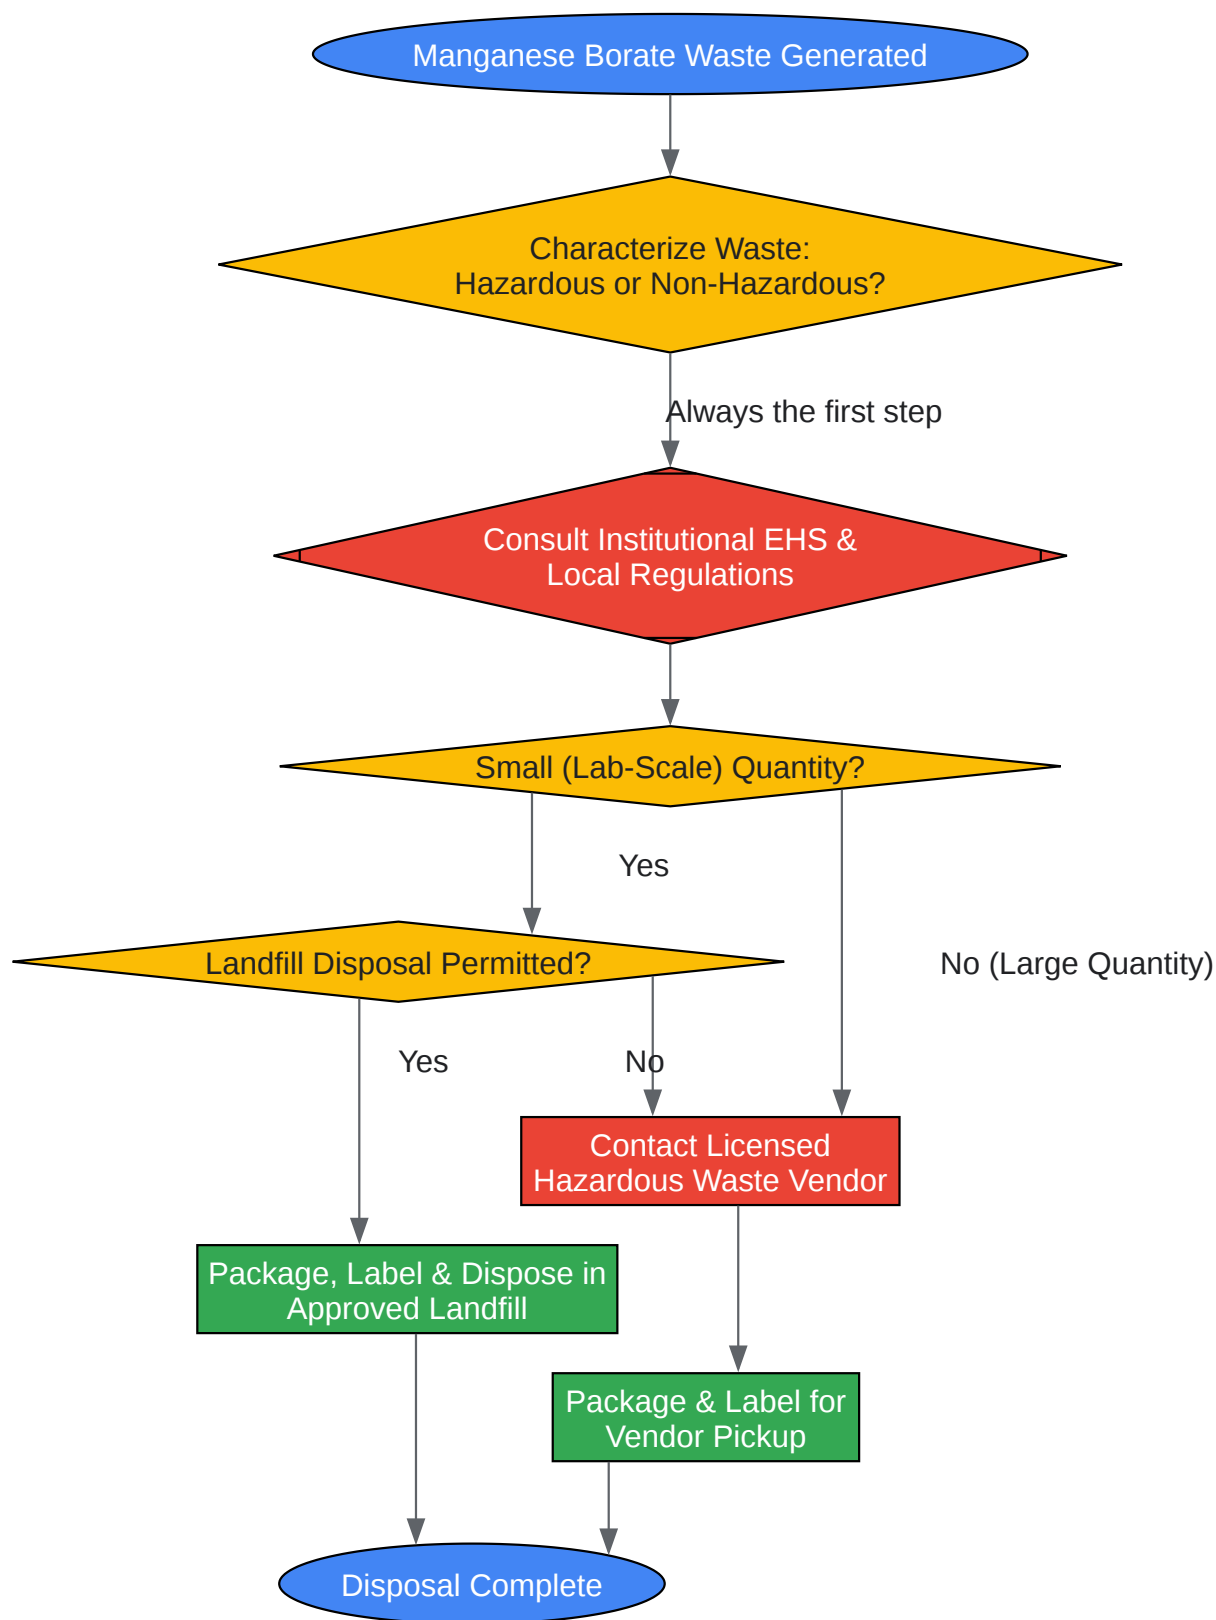 Manganese Borate Waste Generated
Characterize Waste:
Hazardous or Non-Hazardous?
Always the first step
Consult Institutional EHS &
Local Regulations
Small (Lab-Scale) Quantity?
Yes
Landfill Disposal Permitted?
No (Large Quantity)
Yes
No
Contact Licensed
Hazardous Waste Vendor
Package, Label & Dispose in
Approved Landfill
Package & Label for
Vendor Pickup
Disposal Complete